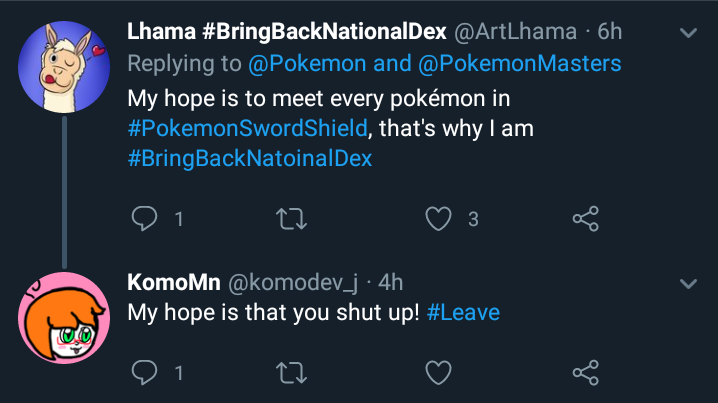 Lhama #BringBackNationalDex @ArtLhama · 6h
Replying to @Pokemon and @PokemonMasters
My hope is to meet every pokémon in
#PokemonSwordShield, that's why I am
#BringBackNatoinalDex
1 3
KomoMn @komodev_j · 4h
My hope is that you shut up! #Leave
1